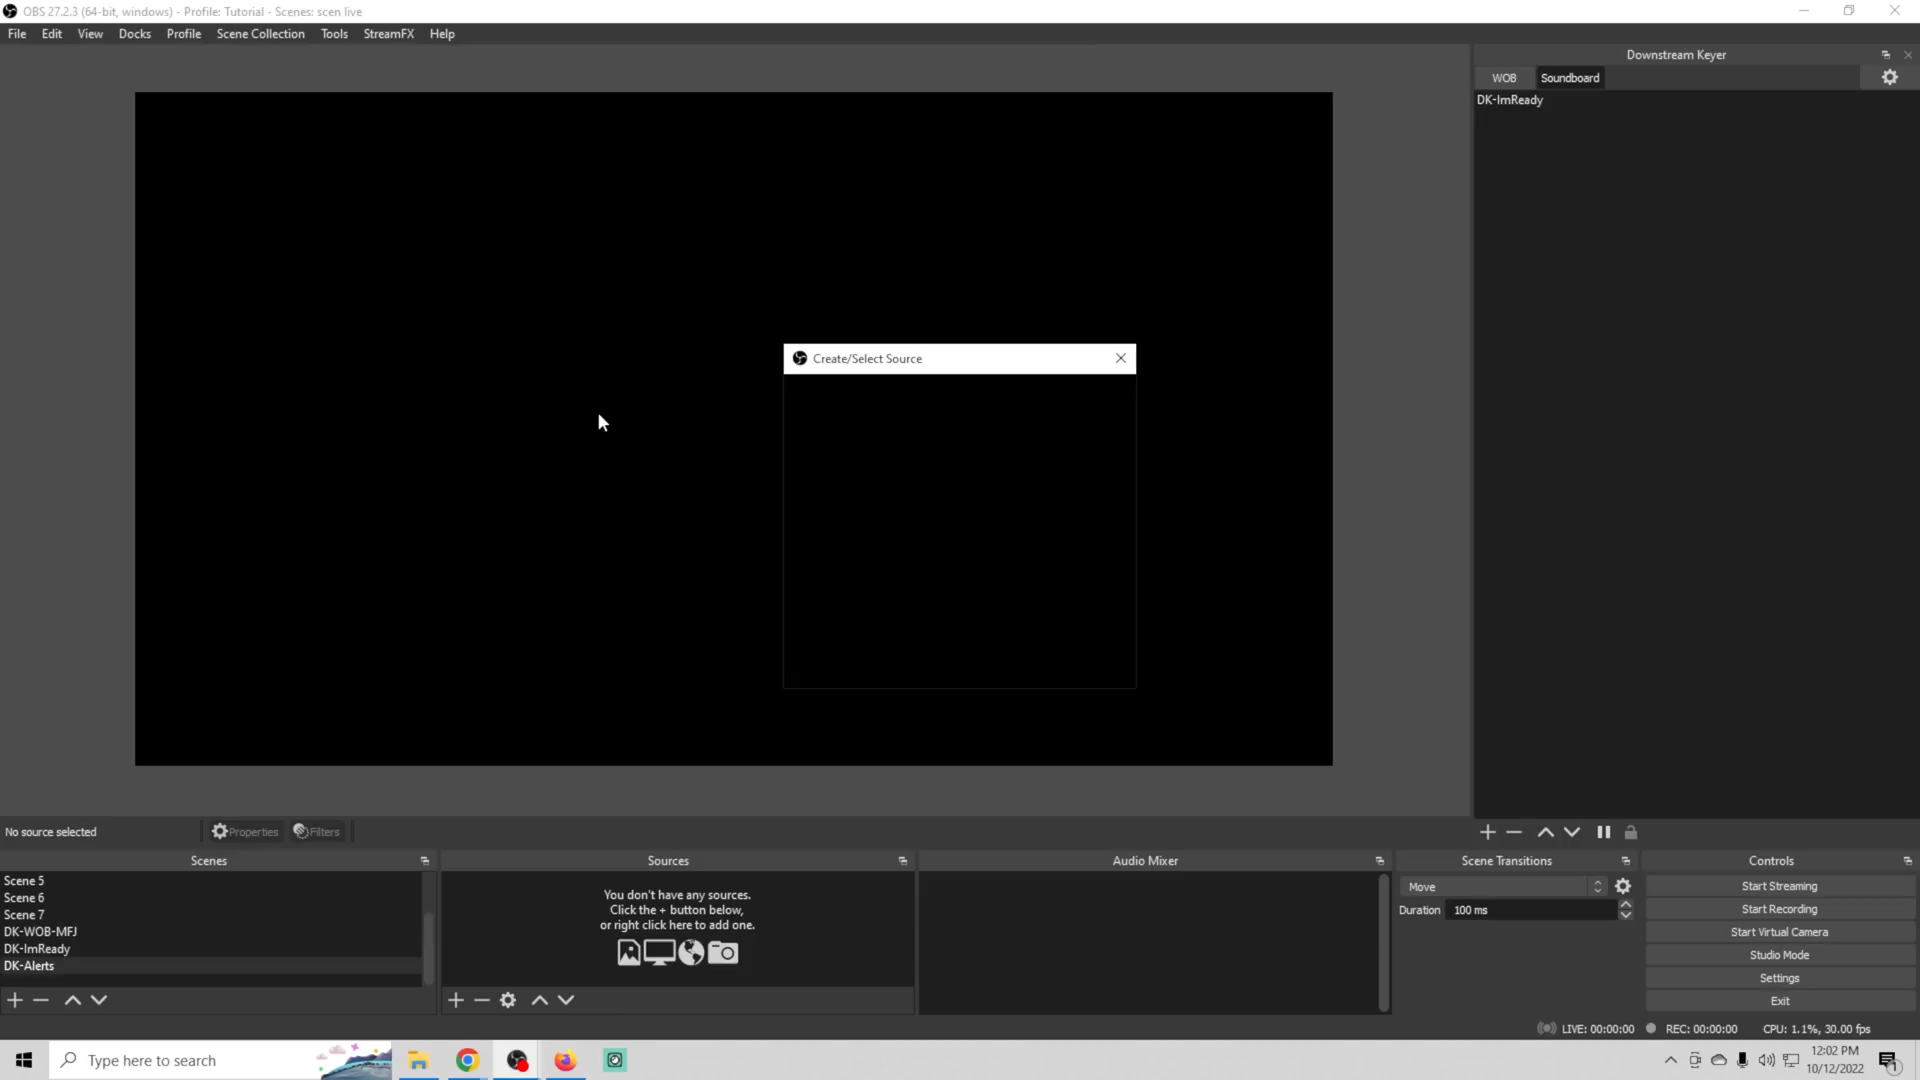 OBS 27.2.3 (64-bit, windows) - Profile: Tutorial - Scenes: scen live
File Edit View Docks Profile Scene Collection Tools StreamFX Help
Downstream Keyer
WOB Soundboard
DK-ImReady
Create/Select Source
No source selected
Properties
Filters
Scenes
Scene 5
Scene 6
Scene 7
DK-WOB-MFJ
DK-ImReady
DK-Alerts
Sources
You don't have any sources.
Click the + button below,
or right click here to add one.
Audio Mixer
Scene Transitions
Move
Duration 100 ms
Controls
Start Streaming
Start Recording
Start Virtual Camera
Studio Mode
Settings
Exit
LIVE: 00:00:00 REC: 00:00:00 CPU: 1.1%, 30.00 fps
Type here to search
12:02 PM
10/12/2022
1